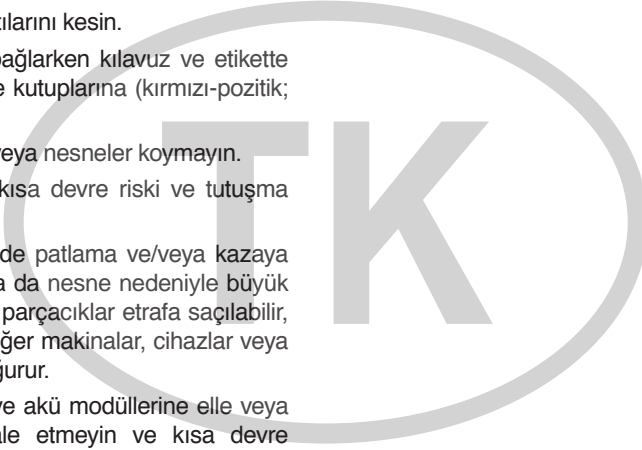 tılarını kesin.
bağlarken kılavuz ve etikette
e kutuplarına (kırmızı-pozitik;
veya nesneler koymayın.
kısa devre riski ve tutuşma
de patlama ve/veya kazaya
a da nesne nedeniyle büyük
parçacıklar etrafa saçılabilir,
ğer makinalar, cihazlar veya
ğurur.
ve akü modüllerine elle veya
ale etmeyin ve kısa devre
TK